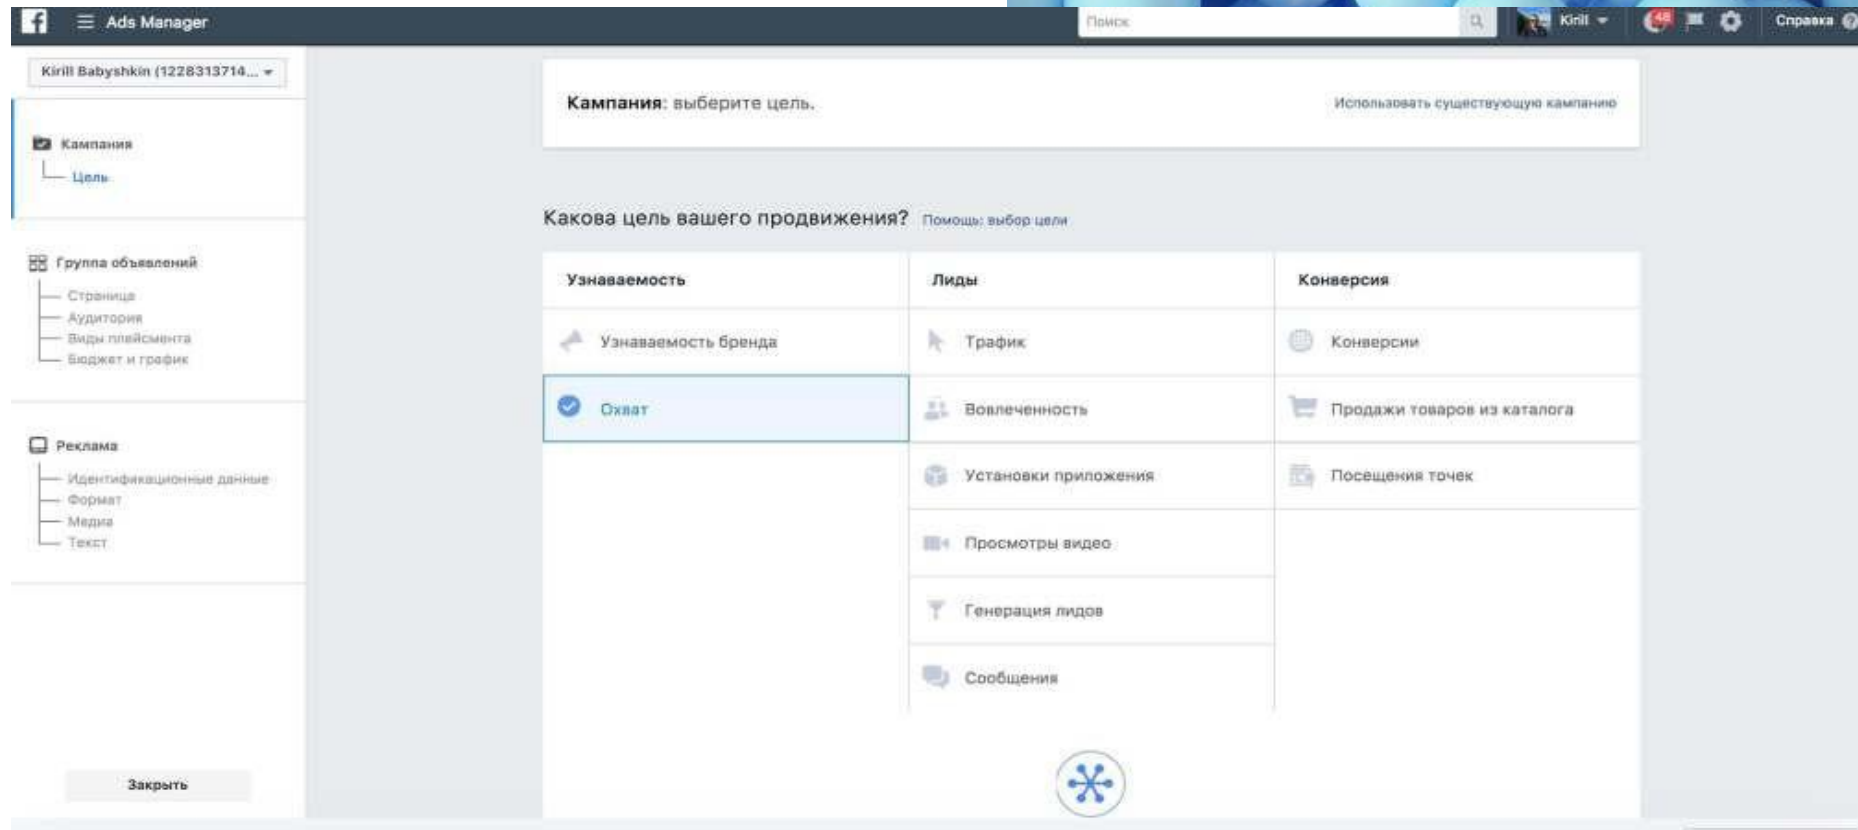 f Ads Manager
Поиск
Kirill
48
Справка
Kirill Babyshkin (1228313714...
Кампания
Цель
Группа объявлений
Страница
Аудитория
Виды плейсмента
Бюджет и график
Реклама
Идентификационные данные
Формат
Медиа
Текст
Закрыть
Кампания: выберите цель.
Использовать существующую кампанию
Какова цель вашего продвижения? Помощь: выбор цели
Узнаваемость
Лиды
Конверсия
Узнаваемость бренда
Трафик
Конверсии
Охват
Вовлеченность
Продажи товаров из каталога
Установки приложения
Посещения точек
Просмотры видео
Генерация лидов
Сообщения